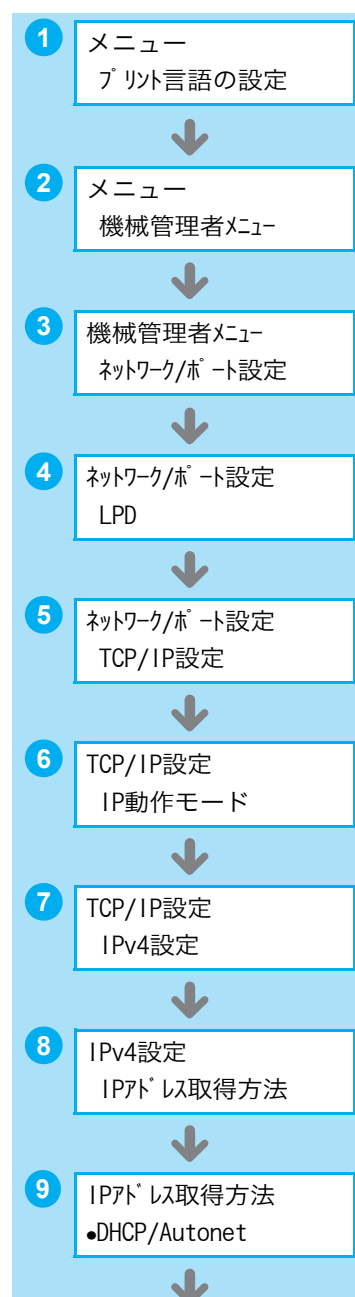 1
メニュー
プリント言語の設定
2
メニュー
機械管理者メニュー
3
機械管理者メニュー
ネットワーク/ポート設定
4
ネットワーク/ポート設定
LPD
5
ネットワーク/ポート設定
TCP/IP設定
6
TCP/IP設定
IP動作モード
7
TCP/IP設定
IPv4設定
8
IPv4設定
IPアドレス取得方法
9
IPアドレス取得方法
●DHCP/Autonet